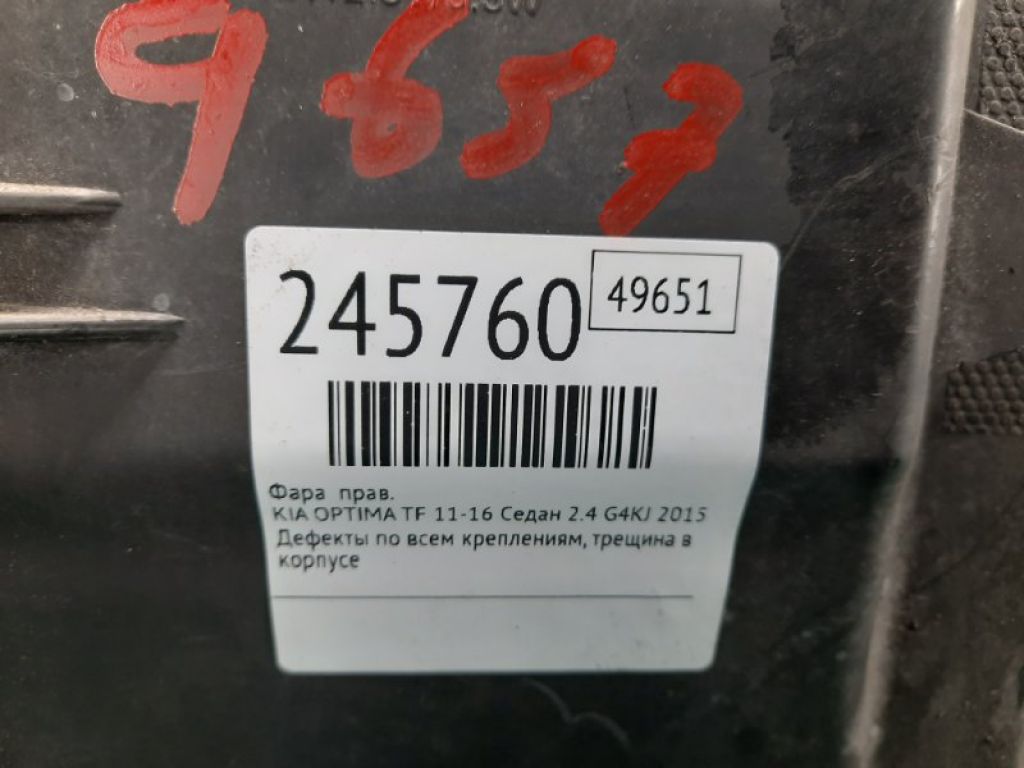 9657
245760
49651
Фара прав.
KIA OPTIMA TF 11-16 Седан 2.4 G4KJ 2015
Дефекты по всем креплениям, трещина в
корпусе